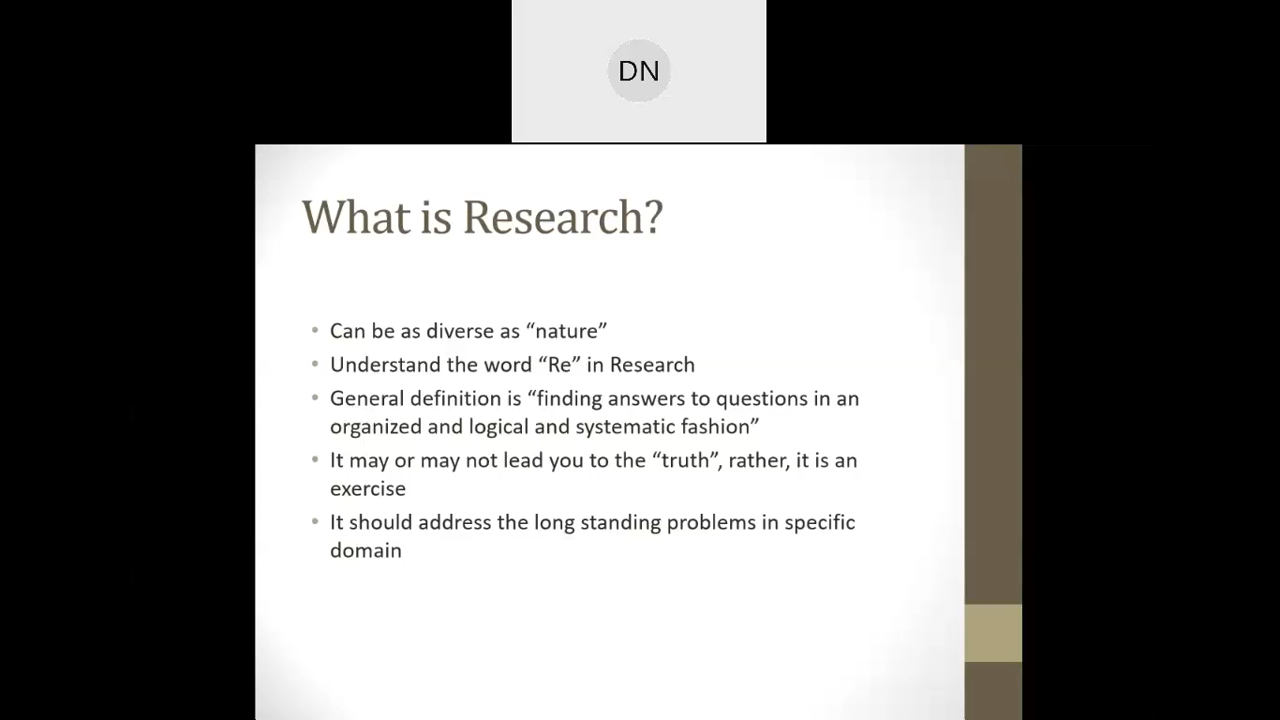 DN
What is Research?
• Can be as diverse as “nature”
• Understand the word “Re” in Research
• General definition is “finding answers to questions in an
organized and logical and systematic fashion”
• It may or may not lead you to the “truth”, rather, it is an
exercise
• It should address the long standing problems in specific
domain